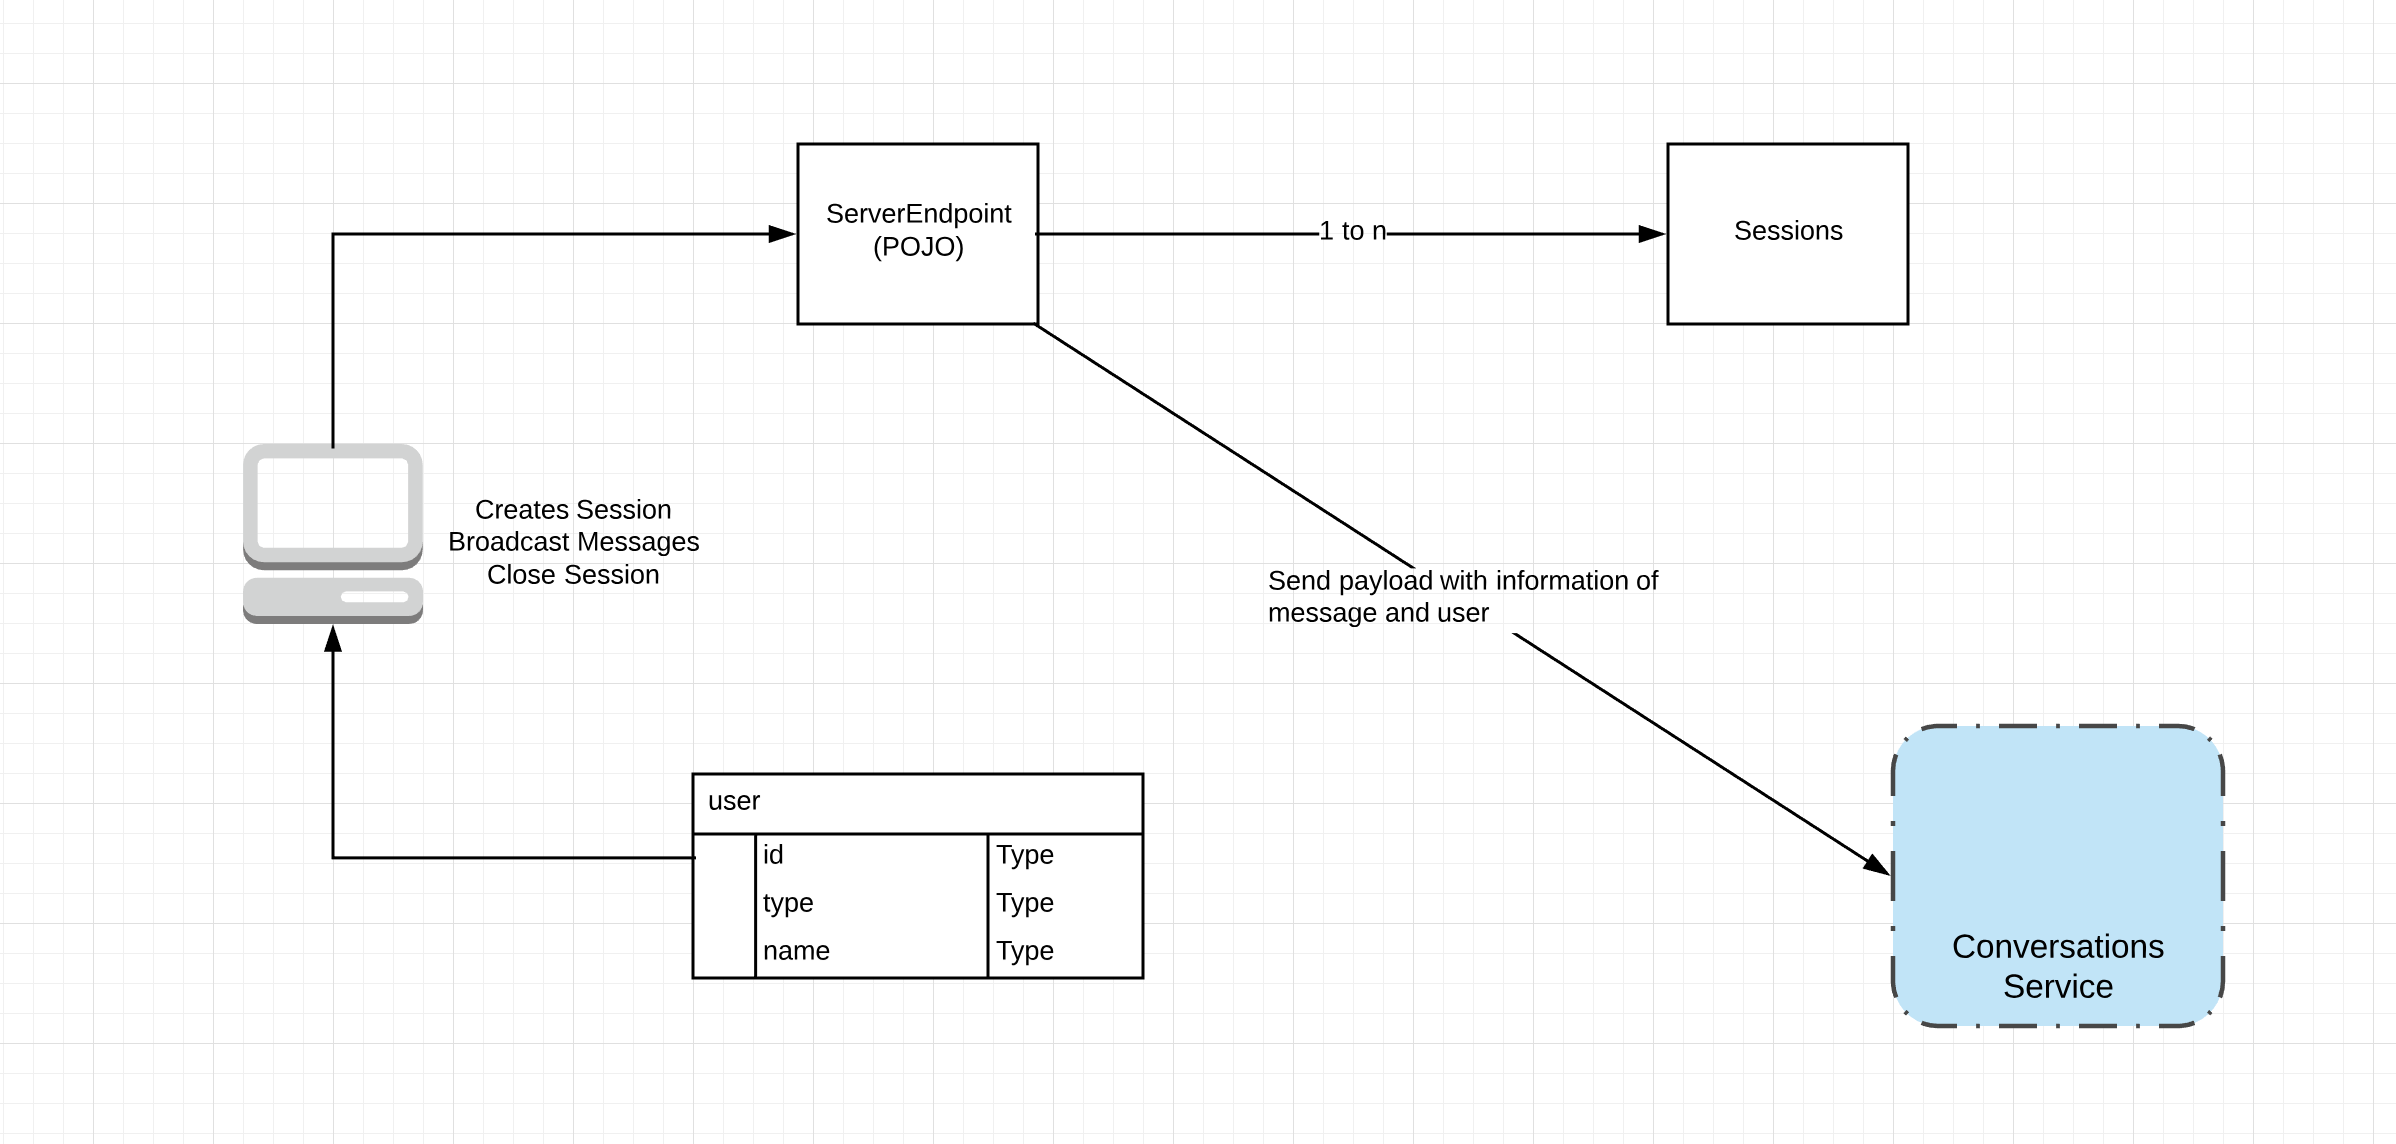 ServerEndpoint
(POJO)
1 to n
Sessions
Creates Session
Broadcast Messages
Close Session
Send payload with information of
message and user
user
id Type
type Type
name Type
Conversations
Service